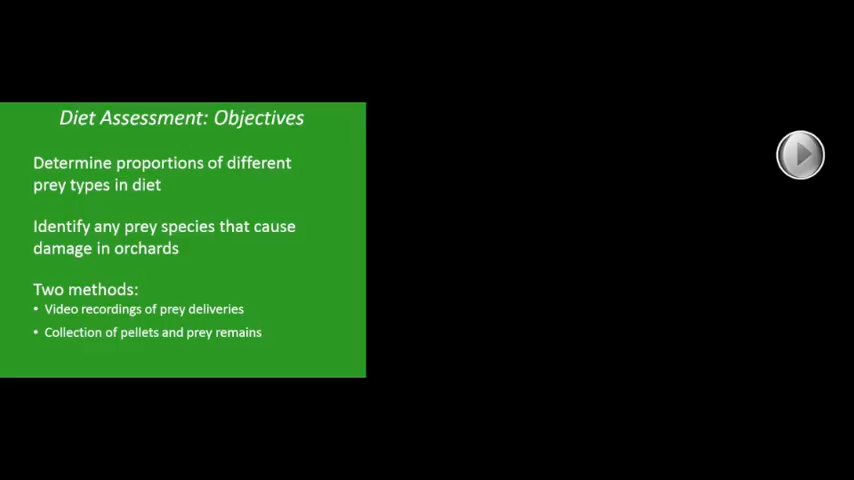 Diet Assessment: Objectives
Determine proportions of different
prey types in diet
Identify any prey species that cause
damage in orchards
Two methods:
• Video recordings of prey deliveries
• Collection of pellets and prey remains